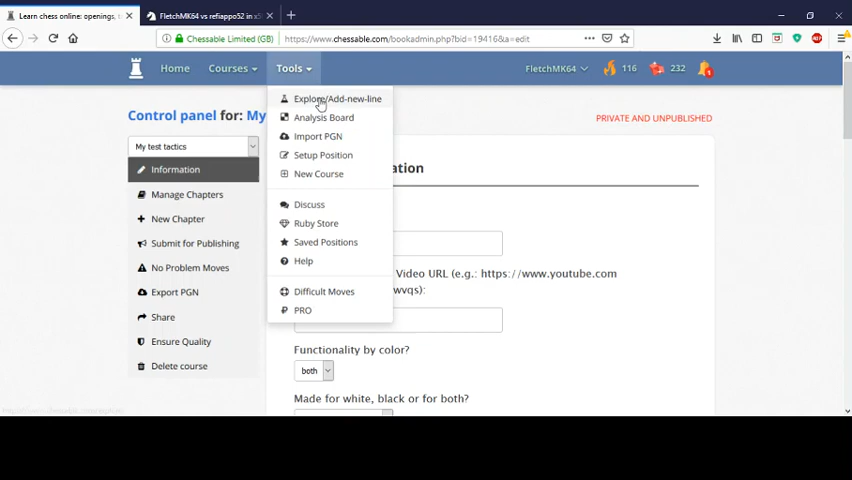 Learn chess online: openings, t
FletchMK64 vs refiappo52 in x5
Chessable Limited (GB)
https://www.chessable.com/bookadmin.php?bid=19416&a=edit
Home
Courses
Tools
FletchMK64
116
232
1
Control panel for: My
PRIVATE AND UNPUBLISHED
My test tactics
Information
Manage Chapters
New Chapter
Submit for Publishing
No Problem Moves
Export PGN
Share
Ensure Quality
Delete course
Explore/Add-new-line
Analysis Board
Import PGN
Setup Position
New Course
Discuss
Ruby Store
Saved Positions
Help
Difficult Moves
PRO
ation
Video URL (e.g.: https://www.youtube.com
wvqs):
Functionality by color?
both
Made for white, black or for both?